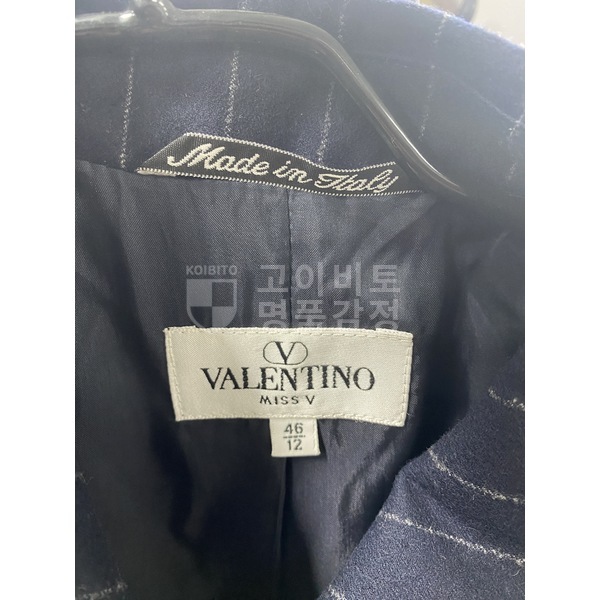 Made in Italy
KOIBITO
고이비토
명품감정
V
VALENTINO
MISS V
46
12